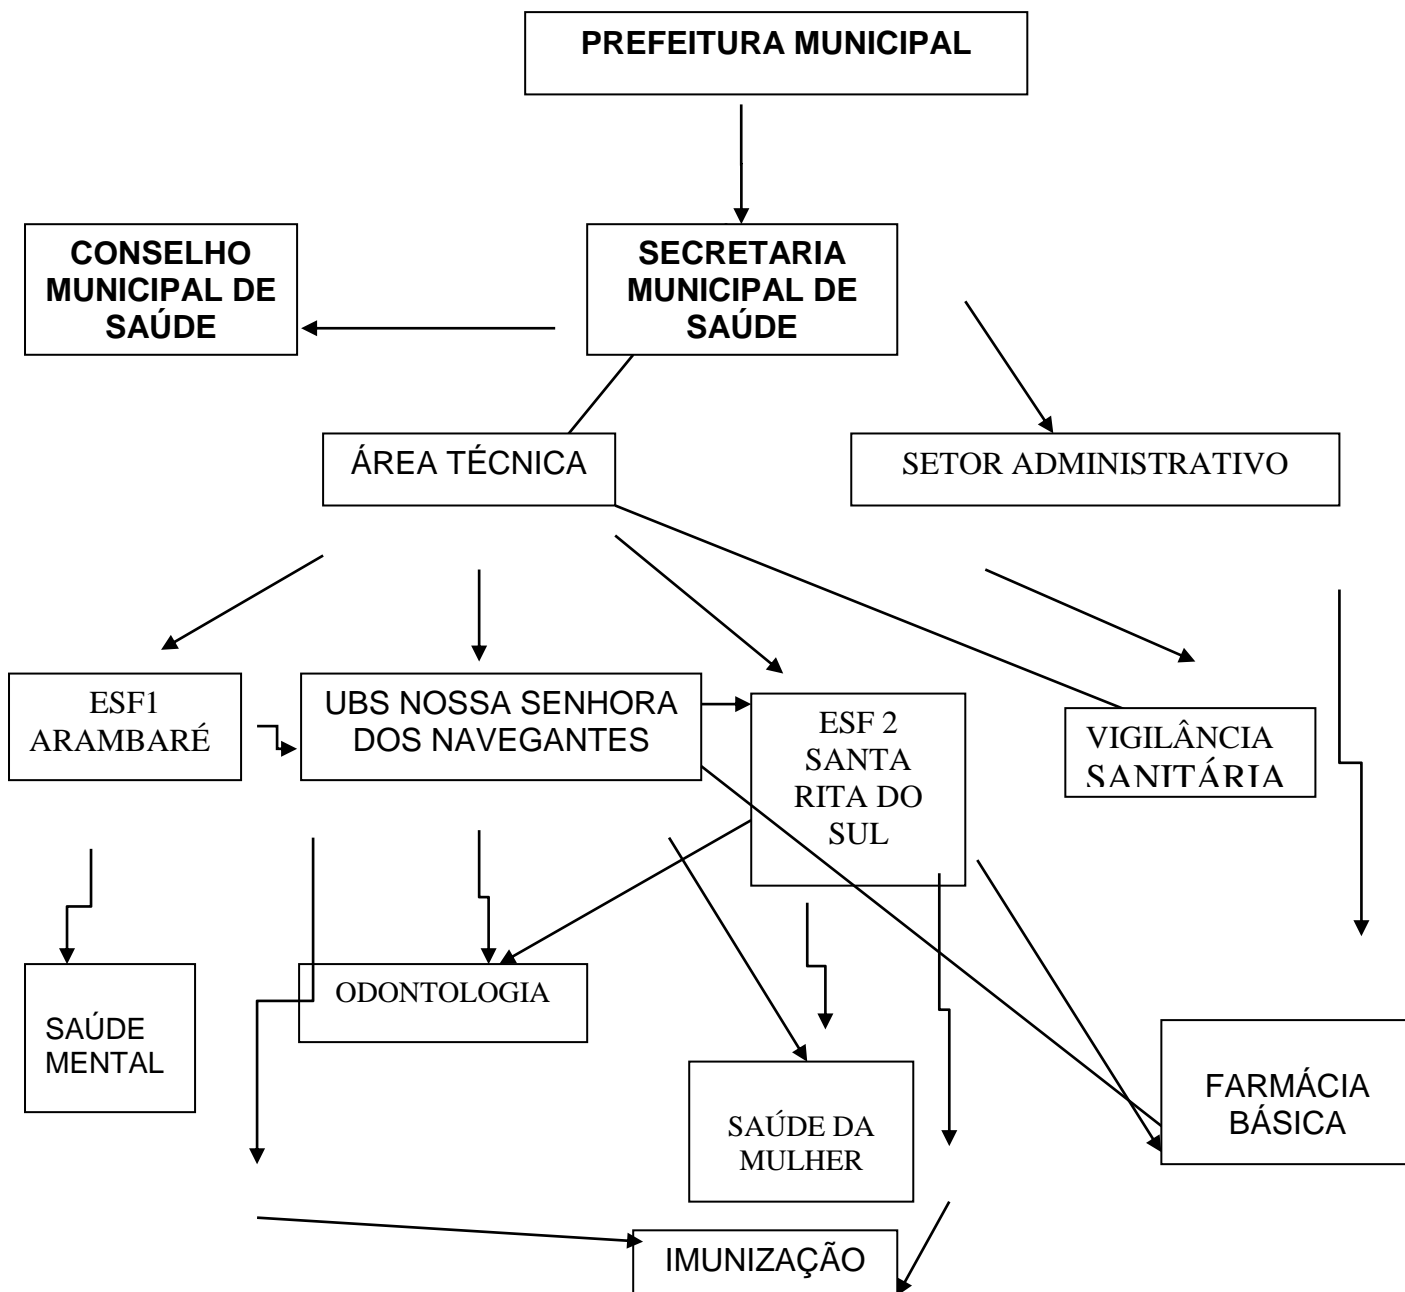 PREFEITURA MUNICIPAL
CONSELHO
MUNICIPAL DE
SAÚDE
SECRETARIA
MUNICIPAL DE
SAÚDE
ÁREA TÉCNICA
SETOR ADMINISTRATIVO
ESF1
ARAMBARÉ
UBS NOSSA SENHORA
DOS NAVEGANTES
ESF 2
SANTA
RITA DO
SUL
VIGILÂNCIA
SANITÁRIA
SAÚDE
MENTAL
ODONTOLOGIA
SAÚDE DA
MULHER
FARMÁCIA
BÁSICA
IMUNIZAÇÃO